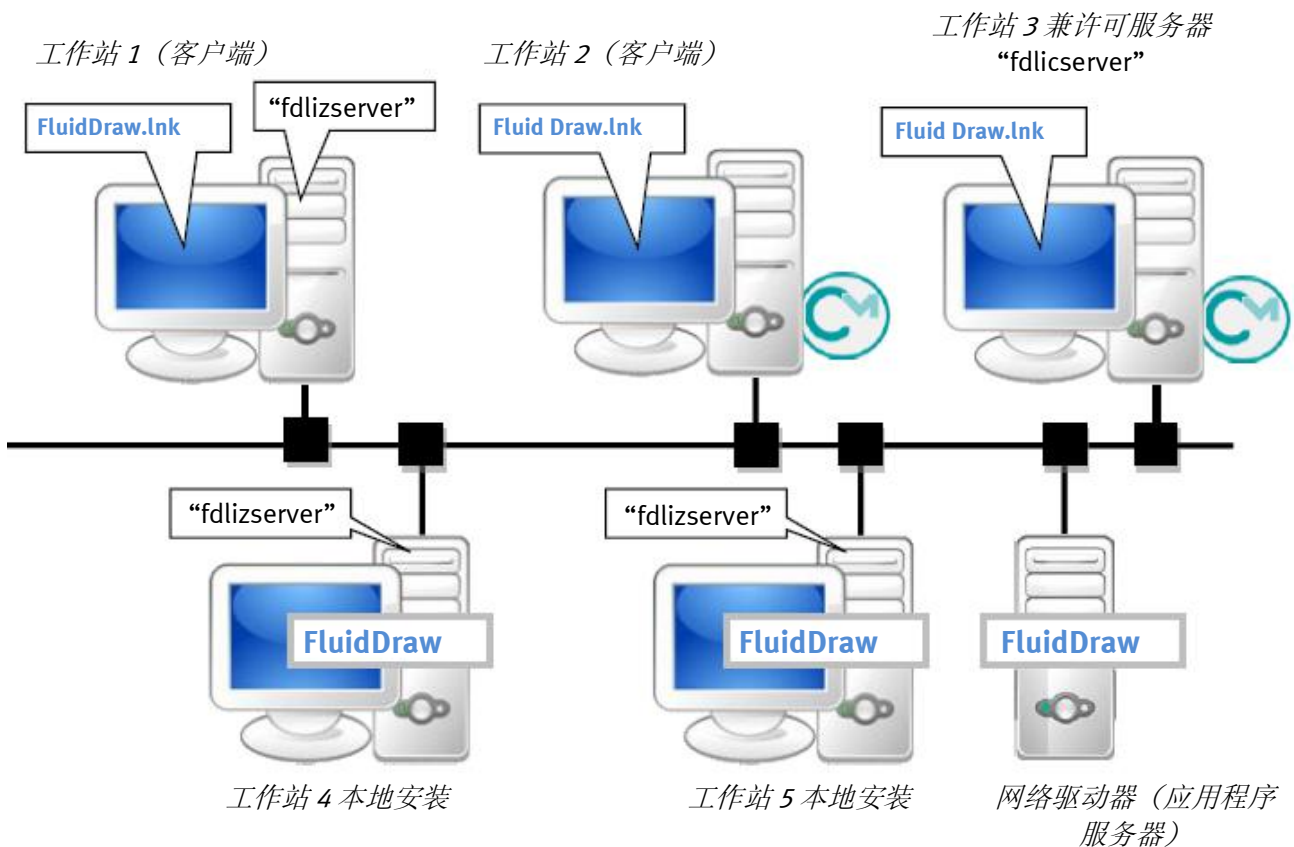 工作站 1（客户端）
工作站 2（客户端）
工作站 3 兼许可服务器
“fdlicserver”
FluidDraw.lnk
“fdlizserver”
Fluid Draw.lnk
Fluid Draw.lnk
CM
CM
“fdlizserver”
“fdlizserver”
FluidDraw
FluidDraw
FluidDraw
工作站 4 本地安装
工作站 5 本地安装
网络驱动器（应用程序
服务器）